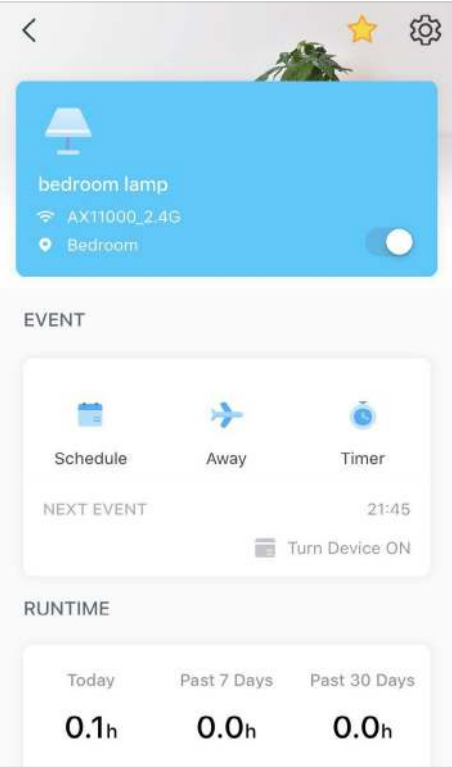 bedroom lamp
AX11000_2.4G
Bedroom
EVENT
Schedule Away Timer
NEXT EVENT 21:45
Turn Device ON
RUNTIME
Today Past 7 Days Past 30 Days
0.1h 0.0h 0.0h